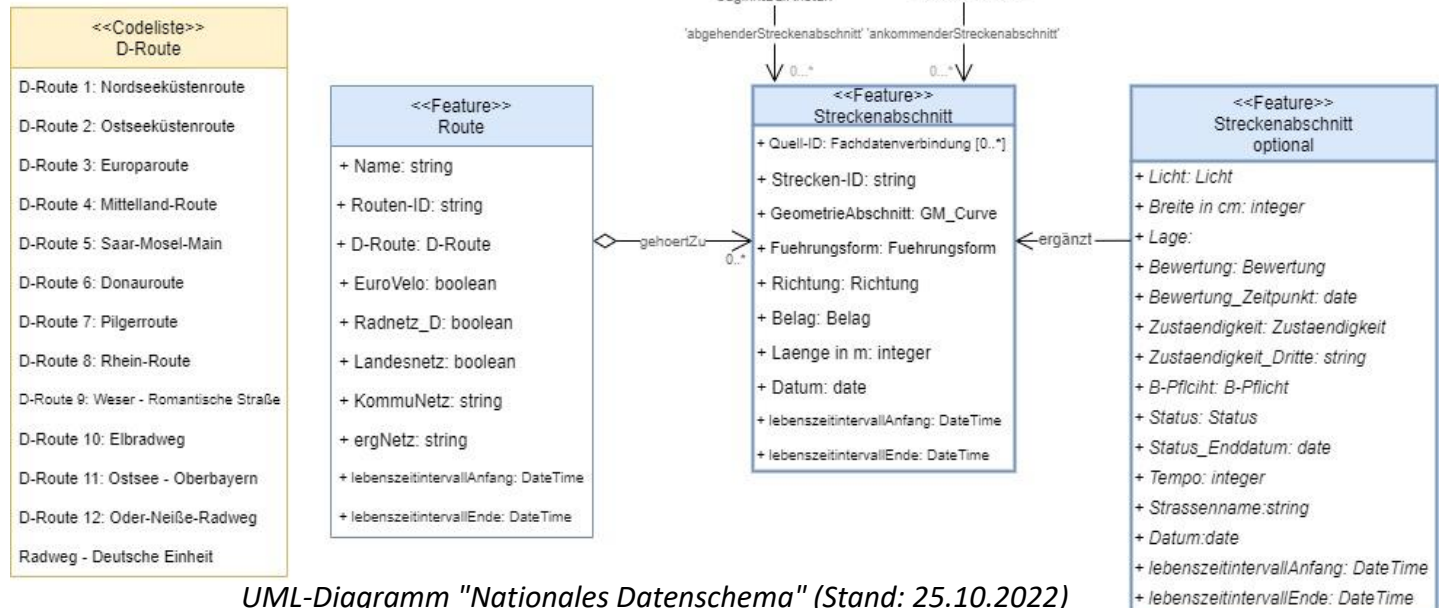 <<Codeliste>>
D-Route
D-Route 1: Nordseeküstenroute
D-Route 2: Ostseeküstenroute
D-Route 3: Europaroute
D-Route 4: Mittelland-Route
D-Route 5: Saar-Mosel-Main
D-Route 6: Donauroute
D-Route 7: Pilgerroute
D-Route 8: Rhein-Route
D-Route 9: Weser - Romantische Straße
D-Route 10: Elbradweg
D-Route 11: Ostsee - Oberbayern
D-Route 12: Oder-Neiße-Radweg
Radweg - Deutsche Einheit
<<Feature>>
Route
+ Name: string
+ Routen-ID: string
+ D-Route: D-Route
+ EuroVelo: boolean
+ Radnetz_D: boolean
+ Landesnetz: boolean
+ KommuNetz: string
+ ergNetz: string
+ lebenszeitintervallAnfang: DateTime
+ lebenszeitintervallEnde: DateTime
gehoertZu
0..*
'abgehenderStreckenabschnitt' 'ankommenderStreckenabschnitt'
0...* 0...*
<<Feature>>
Streckenabschnitt
+ Quell-ID: Fachdatenverbindung [0..*]
+ Strecken-ID: string
+ GeometrieAbschnitt: GM_Curve
+ Fuehrungsform: Fuehrungsform
+ Richtung: Richtung
+ Belag: Belag
+ Laenge in m: integer
+ Datum: date
+ lebenszeitintervallAnfang: DateTime
+ lebenszeitintervallEnde: DateTime
ergänzt
<<Feature>>
Streckenabschnitt
optional
+ Licht: Licht
+ Breite in cm: integer
+ Lage:
+ Bewertung: Bewertung
+ Bewertung_Zeitpunkt: date
+ Zustaendigkeit: Zustaendigkeit
+ Zustaendigkeit_Dritte: string
+ B-Pflciht: B-Pflicht
+ Status: Status
+ Status_Enddatum: date
+ Tempo: integer
+ Strassenname:string
+ Datum:date
+ lebenszeitintervallAnfang: DateTime
+ lebenszeitintervallEnde: DateTime
UML-Diagramm "Nationales Datenschema" (Stand: 25.10.2022)